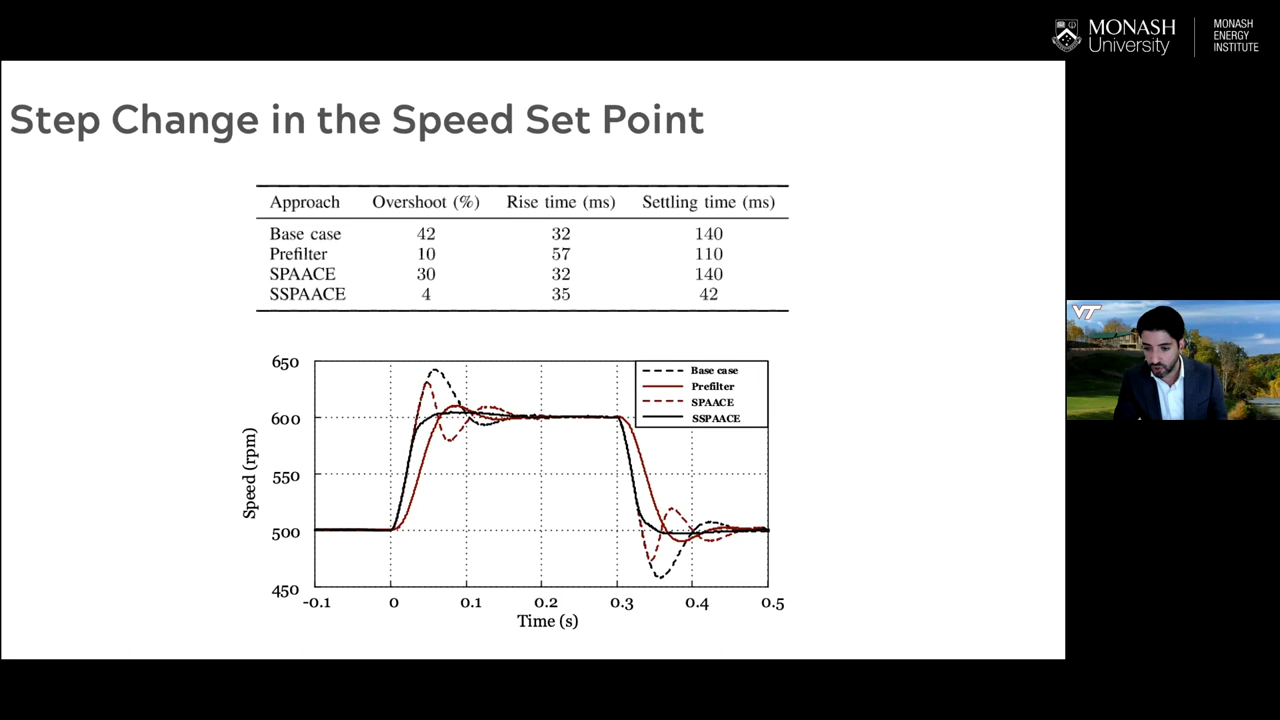 MONASH University
MONASH ENERGY INSTITUTE
Step Change in the Speed Set Point
Approach Overshoot (%) Rise time (ms) Settling time (ms)
Base case 42 32 140
Prefilter 10 57 110
SPAACE 30 32 140
SSPAACE 4 35 42
650
600
550
500
450
Speed (rpm)
Base case
Prefilter
SPAACE
SSPAACE
-0.1 0 0.1 0.2 0.3 0.4 0.5
Time (s)
VT